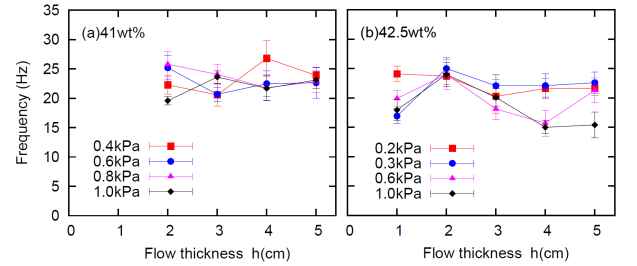 (a)41wt%
(b)42.5wt%
Frequency (Hz)
40
35
30
25
20
15
10
5
0
0.4kPa
0.6kPa
0.8kPa
1.0kPa
0.2kPa
0.3kPa
0.6kPa
1.0kPa
0 1 2 3 4 5
1 2 3 4 5
Flow thickness h(cm)
Flow thickness h(cm)